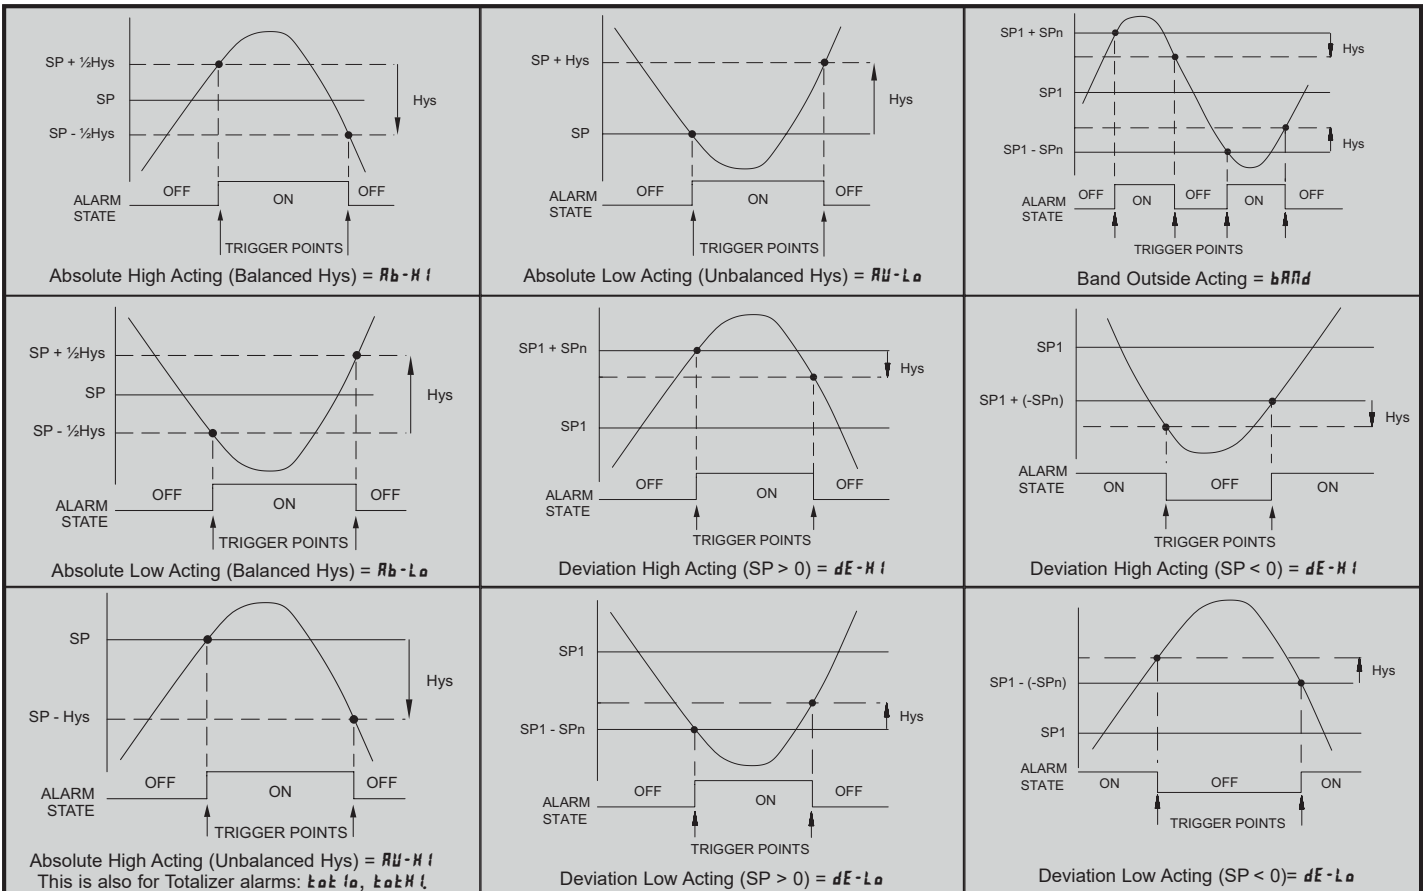 SP + ½Hys
SP
SP - ½Hys
Hys
OFF
ON
OFF
ALARM
STATE
TRIGGER POINTS
Absolute High Acting (Balanced Hys) = Ab-HI
SP + Hys
SP
Hys
OFF
ON
OFF
ALARM
STATE
TRIGGER POINTS
Absolute Low Acting (Unbalanced Hys) = AU-Lo
SP1 + SPn
Hys
SP1
SP1 - SPn
Hys
OFF
ON
OFF
ON
OFF
ALARM
STATE
TRIGGER POINTS
Band Outside Acting = bANd
SP + ½Hys
SP
SP - ½Hys
Hys
OFF
ON
OFF
ALARM
STATE
TRIGGER POINTS
Absolute Low Acting (Balanced Hys) = Ab-Lo
SP1 + SPn
Hys
SP1
OFF
ON
OFF
ALARM
STATE
TRIGGER POINTS
Deviation High Acting (SP > 0) = dE-HI
SP1
SP1 + (-SPn)
Hys
ALARM
STATE
ON
OFF
ON
TRIGGER POINTS
Deviation High Acting (SP < 0) = dE-HI
SP
Hys
SP - Hys
OFF
ON
OFF
ALARM
STATE
TRIGGER POINTS
Absolute High Acting (Unbalanced Hys) = AU-HI
This is also for Totalizer alarms: totLo, totHI
SP1
Hys
SP1 - SPn
OFF
ON
OFF
ALARM
STATE
TRIGGER POINTS
Deviation Low Acting (SP > 0) = dE-Lo
Hys
SP1 - (-SPn)
SP1
ALARM
STATE
ON
OFF
ON
TRIGGER POINTS
Deviation Low Acting (SP < 0)= dE-Lo